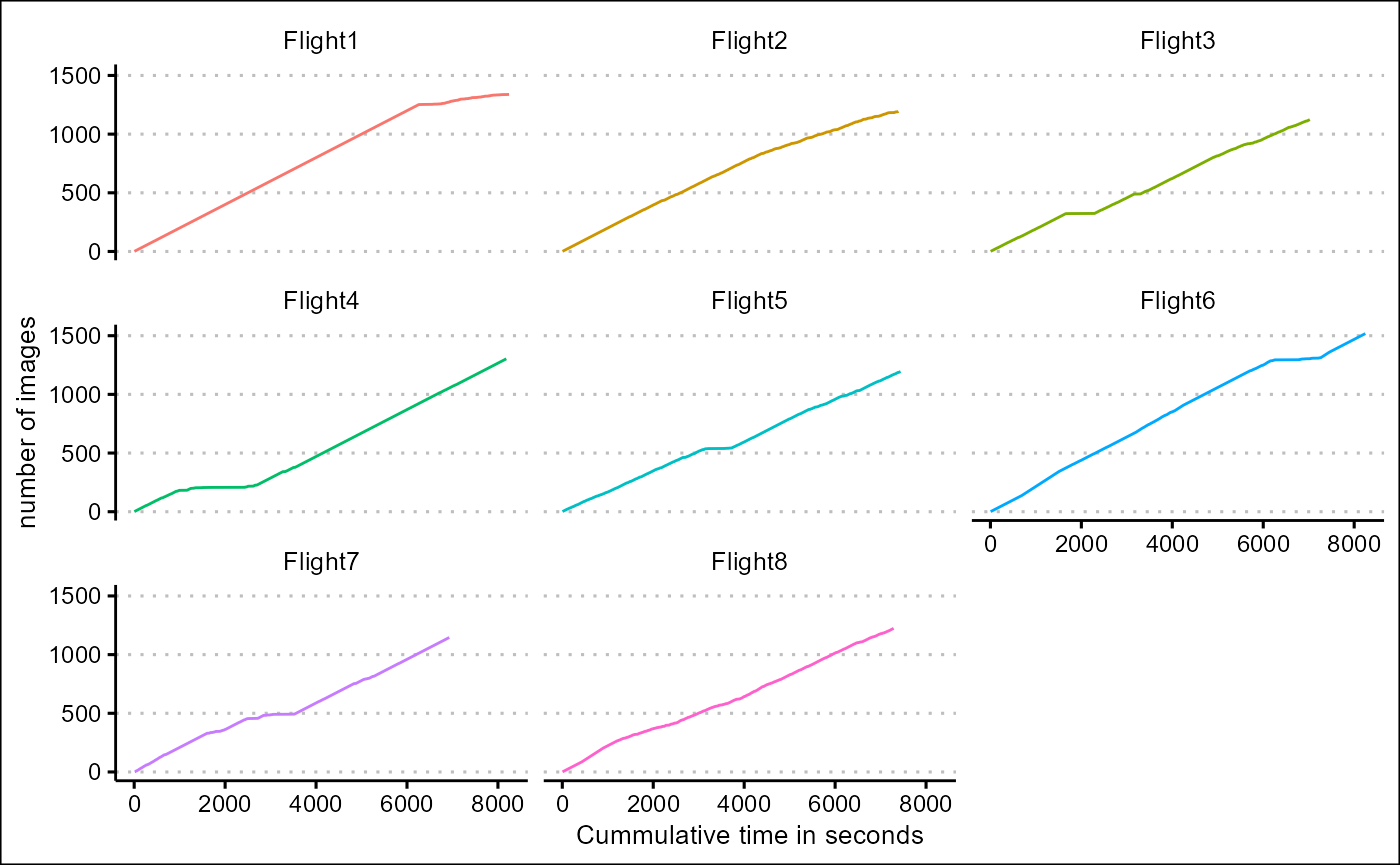 Flight1 Flight2 Flight3
1500
1000
500
0
Flight4 Flight5 Flight6
1500
1000
500
0
0 2000 4000 6000 8000
number of images
Flight7 Flight8
1500
1000
500
0
0 2000 4000 6000 8000 0 2000 4000 6000 8000
Cummulative time in seconds